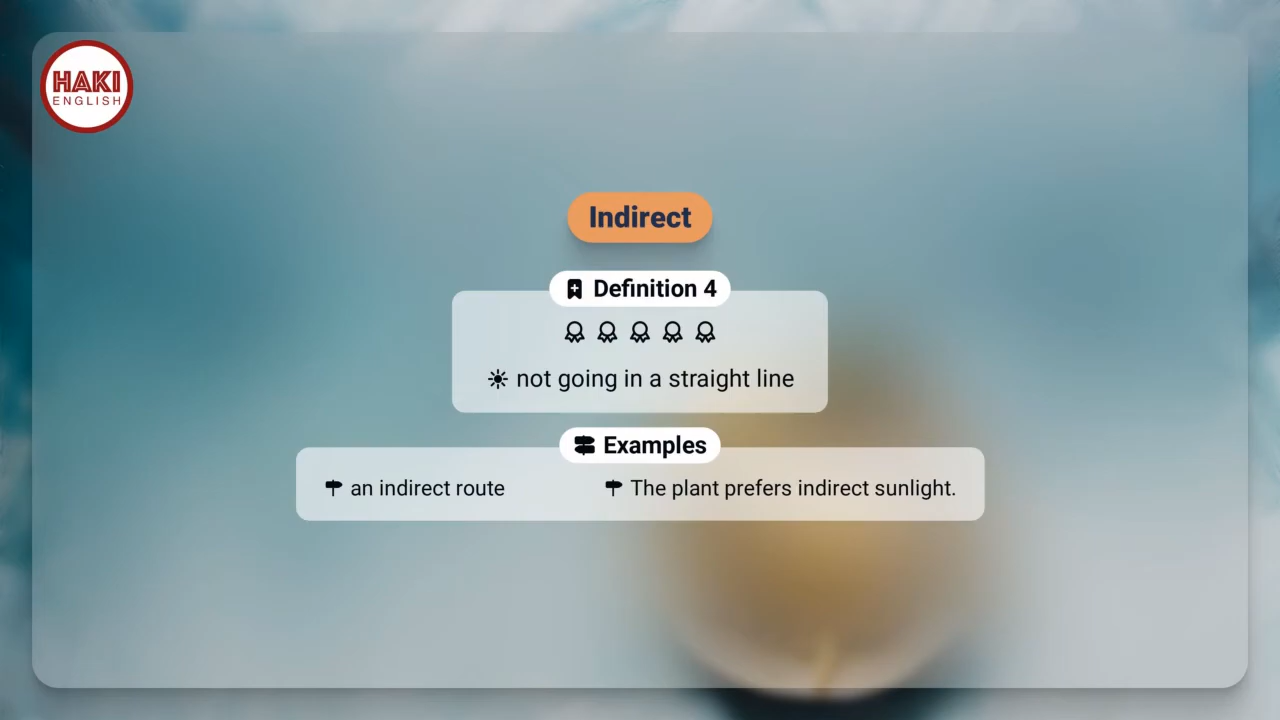 HAKI
ENGLISH
Indirect
Definition 4
not going in a straight line
Examples
an indirect route
The plant prefers indirect sunlight.